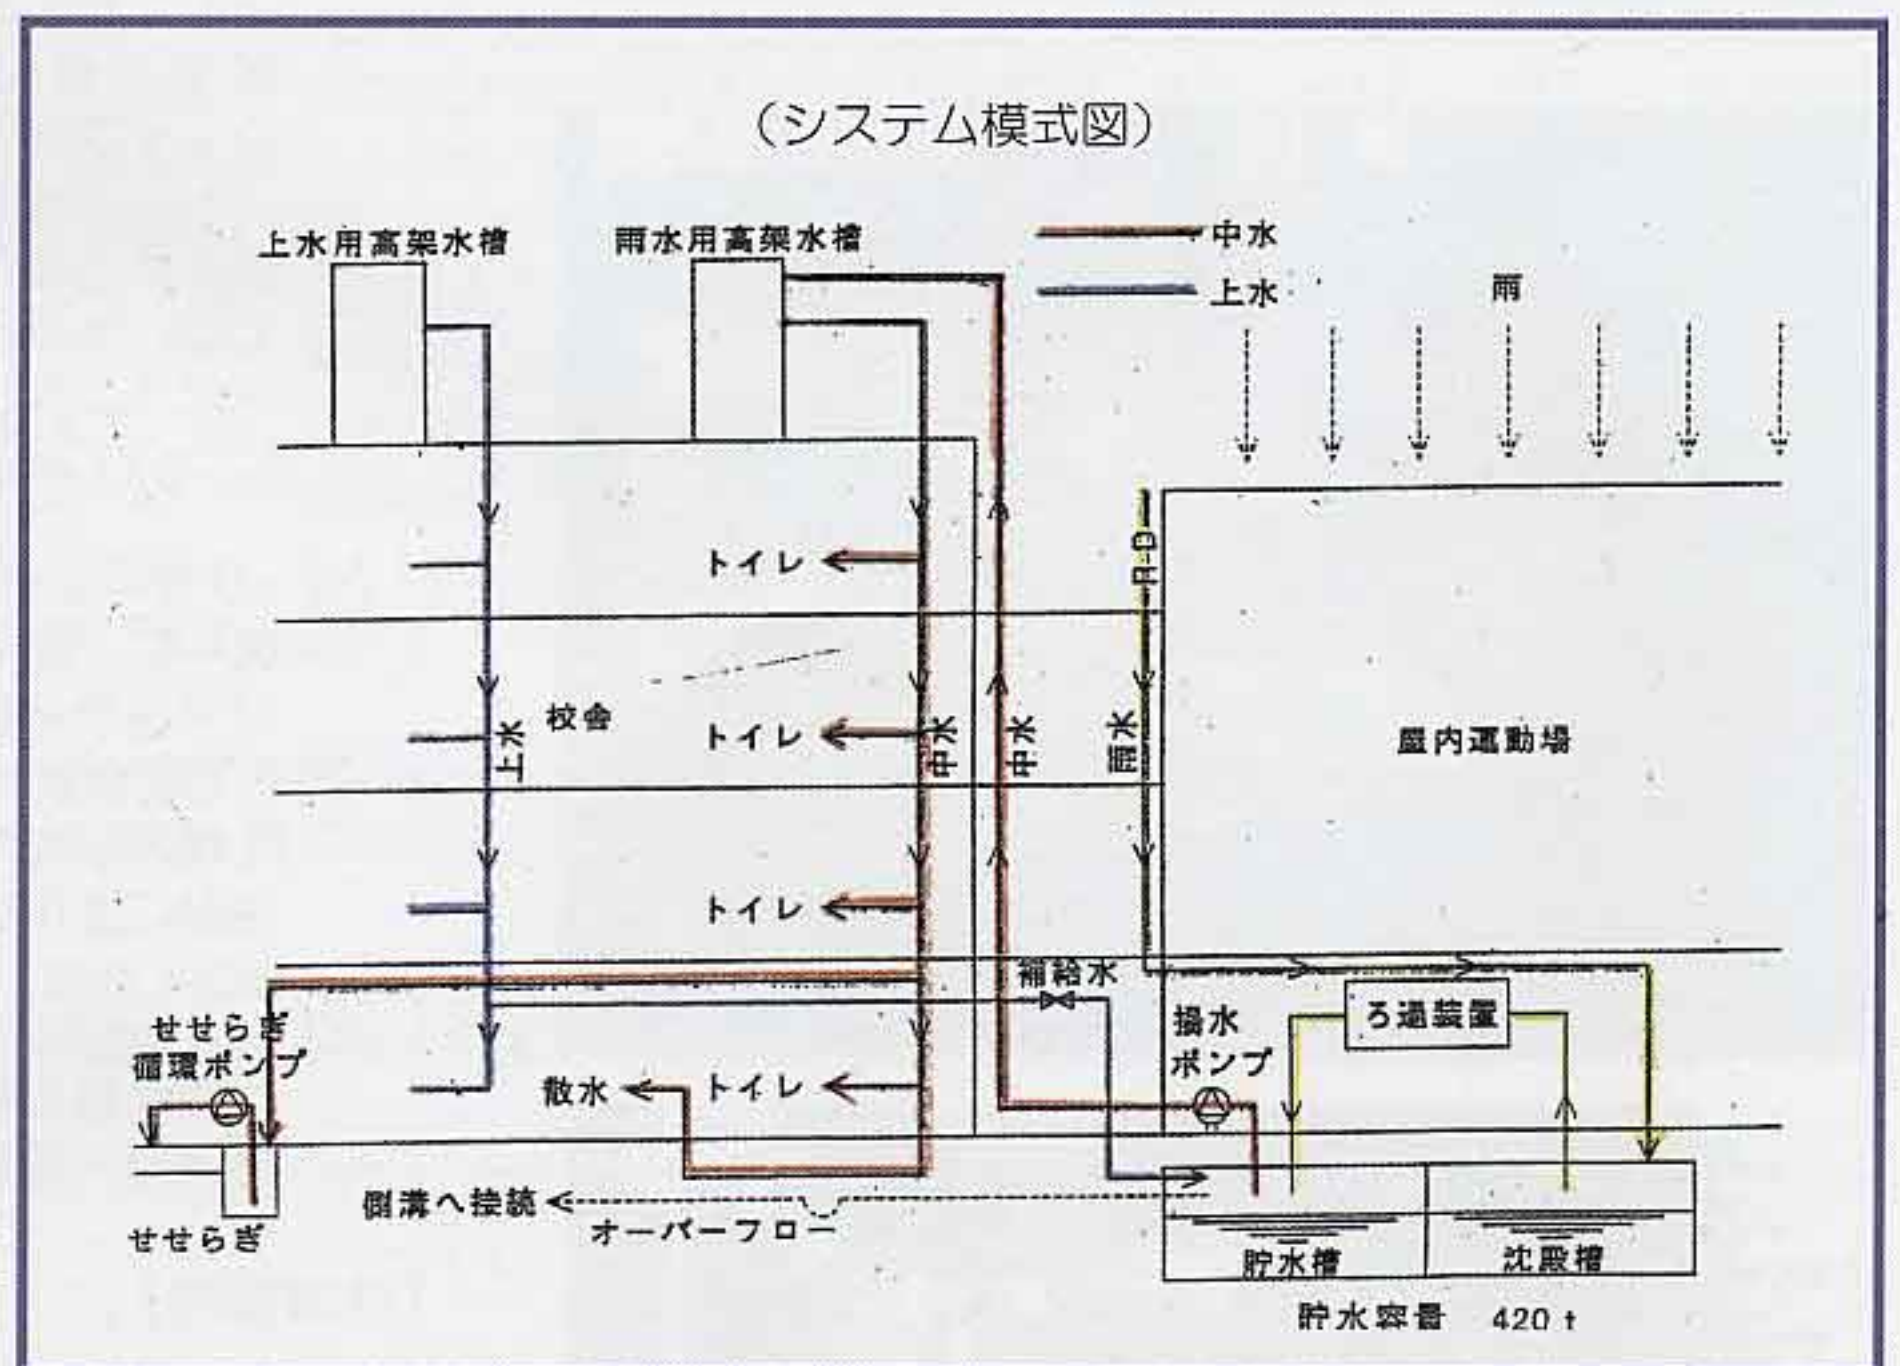 （システム模式図）
上水用高架水槽
雨水用高架水槽
中水
上水
雨
R-D
トイレ
校舎
上水
トイレ
中水
中水
雨水
屋内運動場
トイレ
補給水
ろ過装置
揚水
ポンプ
せせらぎ
循環ポンプ
散水
トイレ
側溝へ接続
オーバーフロー
せせらぎ
貯水槽
沈殿槽
貯水容量 420t